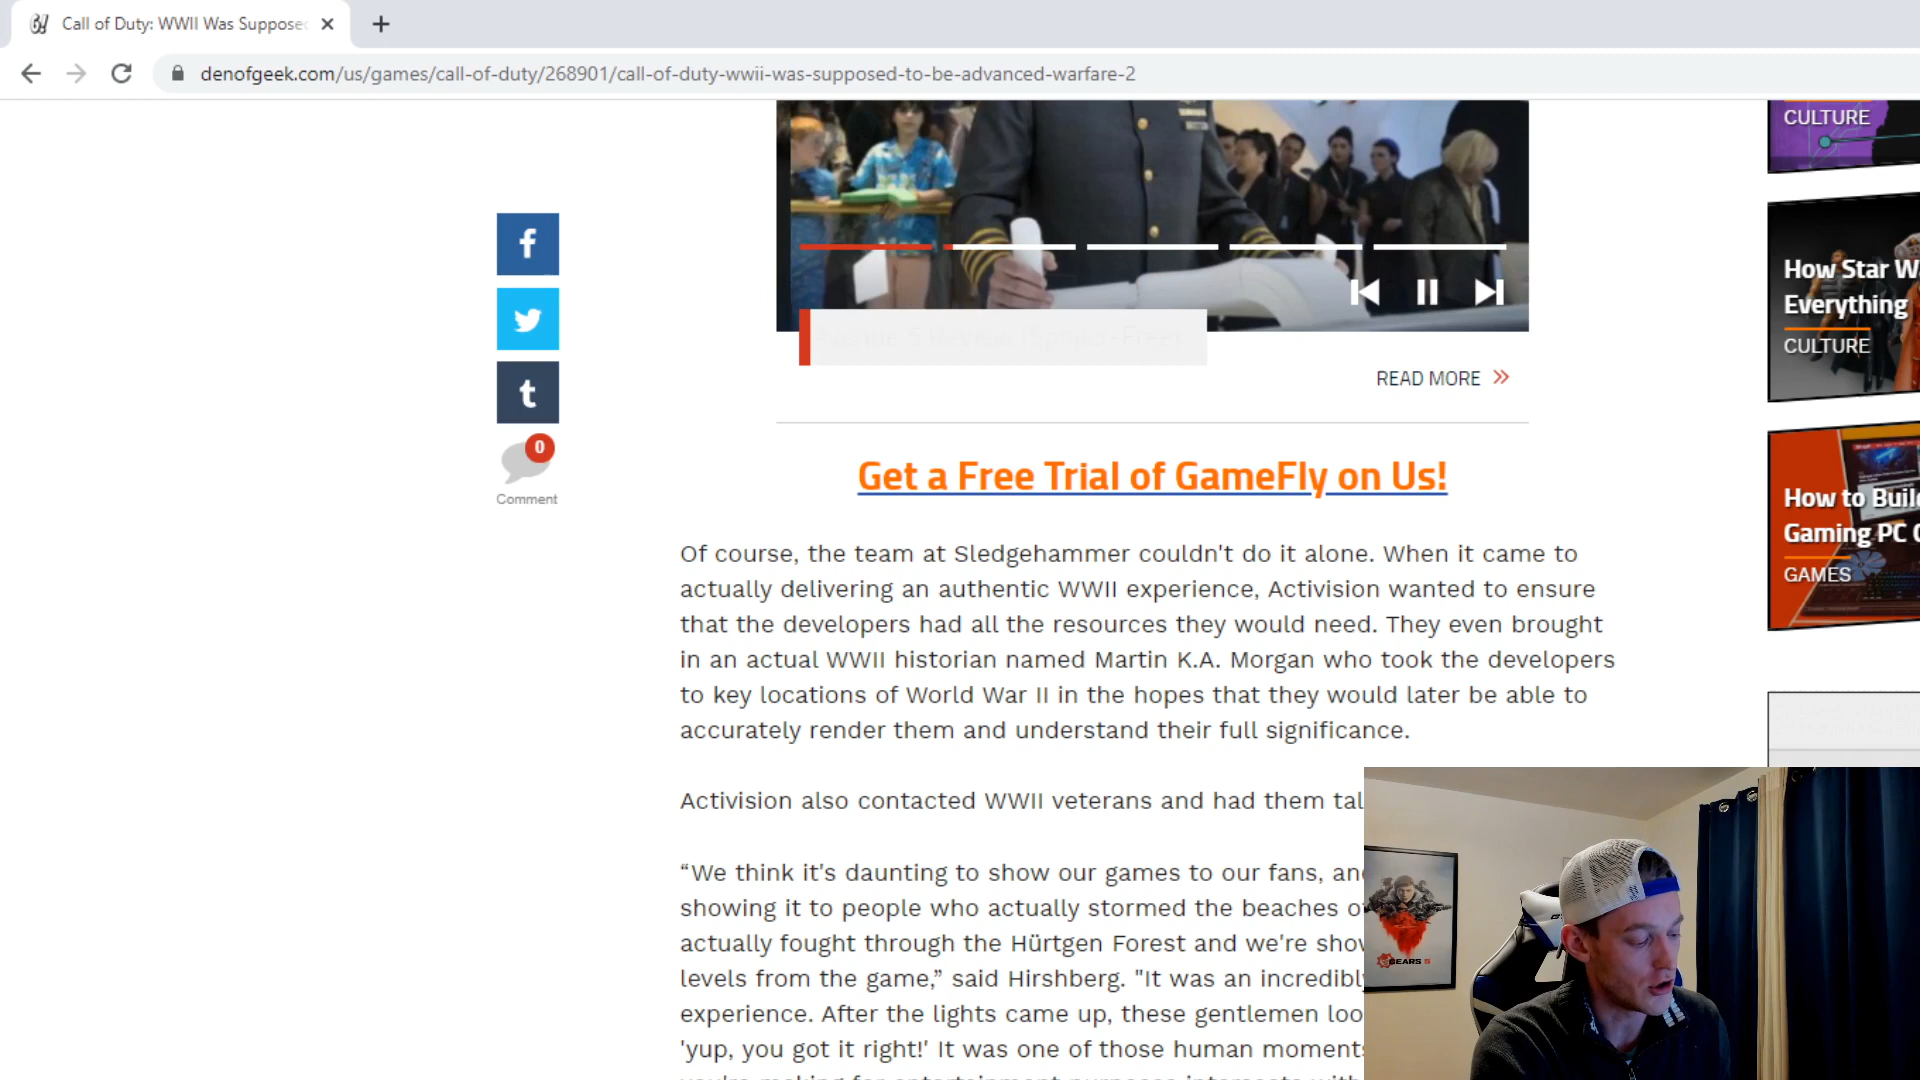 Call of Duty: WWII Was Supposed
denofgeek.com/us/games/call-of-duty/268901/call-of-duty-wwii-was-supposed-to-be-advanced-warfare-2
CULTURE
How Star W
Everything
CULTURE
READ MORE
0
Comment
Get a Free Trial of GameFly on Us!
How to Buil
Gaming PC
GAMES
Of course, the team at Sledgehammer couldn't do it alone. When it came to
actually delivering an authentic WWII experience, Activision wanted to ensure
that the developers had all the resources they would need. They even brought
in an actual WWII historian named Martin K.A. Morgan who took the developers
to key locations of World War II in the hopes that they would later be able to
accurately render them and understand their full significance.
Activision also contacted WWII veterans and had them tal
“We think it's daunting to show our games to our fans, and
showing it to people who actually stormed the beaches o
actually fought through the Hürtgen Forest and we're show
levels from the game,” said Hirshberg. "It was an incredibl
experience. After the lights came up, these gentlemen loo
'yup, you got it right!' It was one of those human moments
GEARS 5